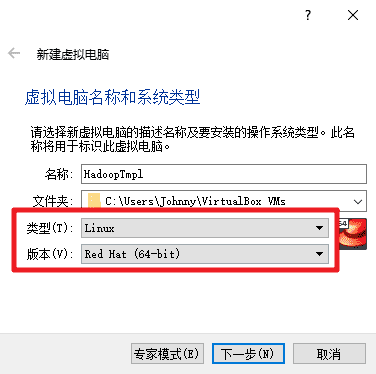 ?
新建虚拟电脑
虚拟电脑名称和系统类型
请选择新虚拟电脑的描述名称及要安装的操作系统类型。此名
称将用于标识此虚拟电脑。
名称: HadoopTmpl
文件夹: C:\Users\Johnny\VirtualBox VMs
类型(T): Linux
64
版本(V): Red Hat (64-bit)
专家模式(E) 下一步(N) 取消